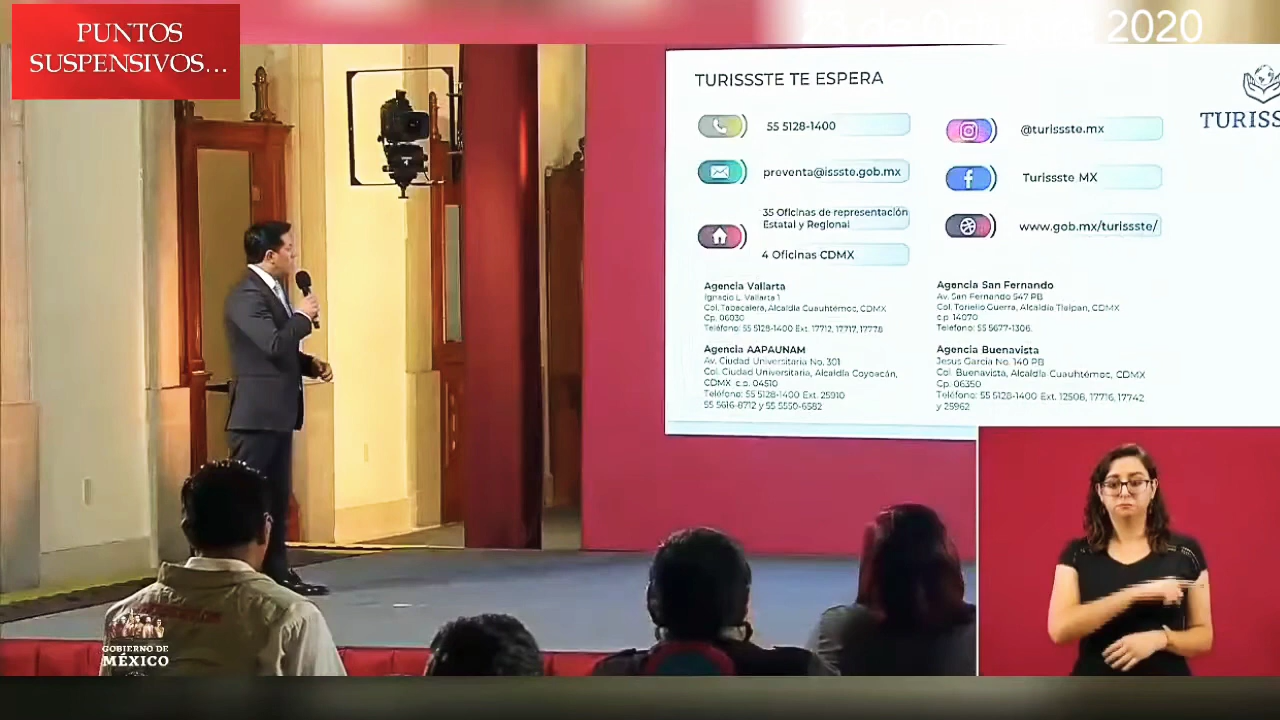 PUNTOS
SUSPENSIVOS...
2020
TURISSSTE TE ESPERA
55 5128-1400
preventa@issste.gob.mx
35 Oficinas de representación
Estatal y Regional
4 Oficinas CDMX
@turissste.mx
Turissste MX
www.gob.mx/turissste/
TURISS
Agencia Vallarta
Ignacio L. Vallarta 1
Col. Tabacalera, Alcaldía Cuauhtémoc, CDMX
Cp. 06030
Teléfono: 55 5128-1400 Ext. 17712, 17717, 17778
Agencia San Fernando
Av. San Fernando 547 PB
Col. Toriello Guerra, Alcaldía Tlalpan, CDMX
c.p. 14070
Teléfono: 55 5677-1306.
Agencia AAPAUNAM
Av. Ciudad Universitaria No. 301
Col. Ciudad Universitaria, Alcaldía Coyoacán,
CDMX c.p. 04510
Teléfono: 55 5128-1400 Ext. 25910
55 5616-8712 y 55 5550-6582
Agencia Buenavista
Jesus García No. 140 PB
Col. Buenavista, Alcaldía Cuauhtémoc, CDMX
Cp. 06350
Teléfono: 55 5128-1400 Ext. 12508, 17716, 17742
y 25962
GOBIERNO DE
MÉXICO